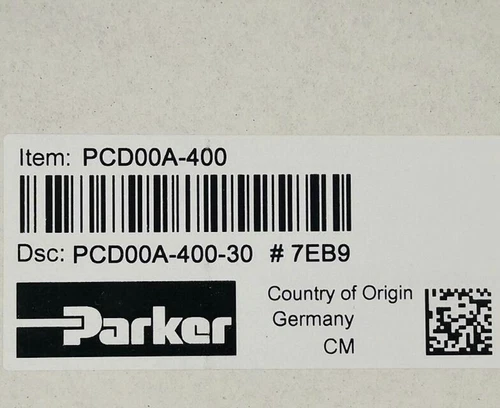 Item: PCD00A-400
Dsc: PCD00A-400-30 # 7EB9
Parker
Country of Origin
Germany
CM